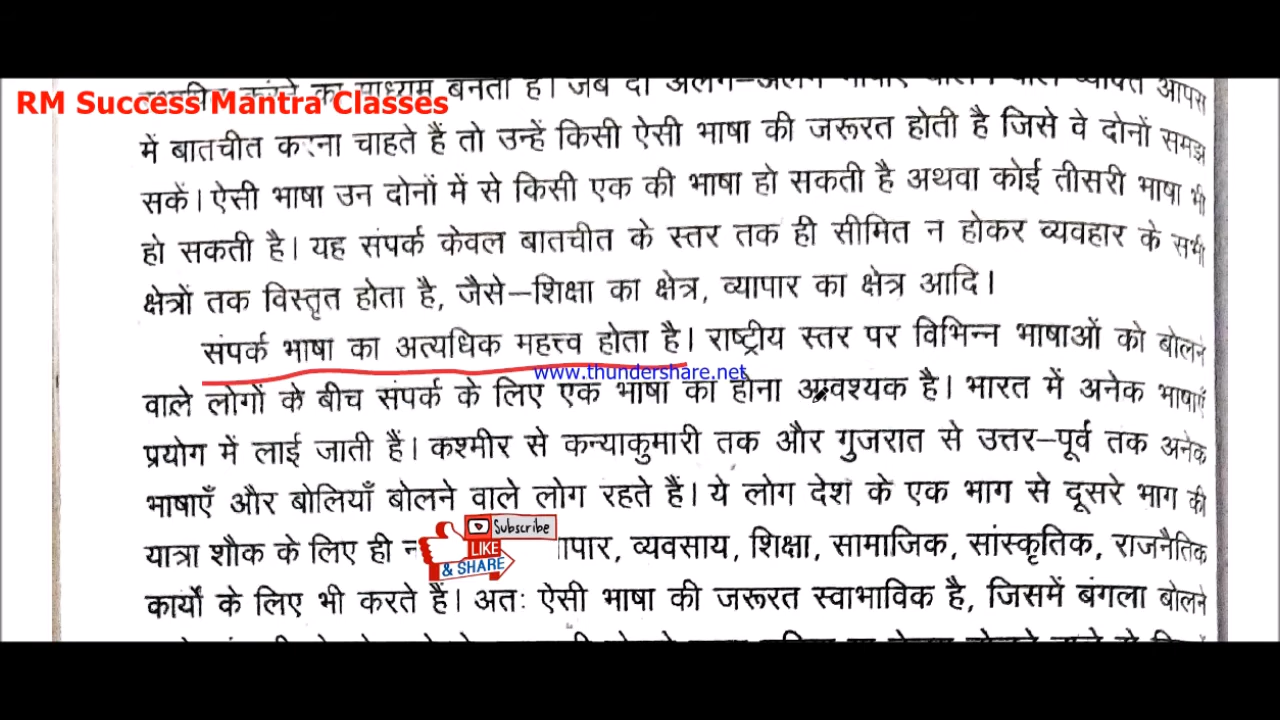 माध्यम बनता है। जब दो अलग-अलग
RM Success Mantra Classes
आपस
में बातचीत करना चाहते हैं तो उन्हें किसी ऐसी भाषा की जरूरत होती है जिसे वे दोनों समझ
सकें। ऐसी भाषा उन दोनों में से किसी एक की भाषा हो सकती है अथवा कोई तीसरी भाषा भी
हो सकती है। यह संपर्क केवल बातचीत के स्तर तक ही सीमित न होकर व्यवहार के सभी
क्षेत्रों तक विस्तृत होता है, जैसे–शिक्षा का क्षेत्र, व्यापार का क्षेत्र आदि।
संपर्क भाषा का अत्यधिक महत्त्व होता है। राष्ट्रीय स्तर पर विभिन्न भाषाओं को बोलने
www.thundershare.net
वाले लोगों के बीच संपर्क के लिए एक भाषा का होना आवश्यक है। भारत में अनेक भाषाएँ
प्रयोग में लाई जाती हैं। कश्मीर से कन्याकुमारी तक और गुजरात से उत्तर-पूर्व तक अनेक
भाषाएँ और बोलियाँ बोलने वाले लोग रहते हैं। ये लोग देश के एक भाग से दूसरे भाग की
Subscribe
यात्रा शौक के लिए ही व्यवसाय, शिक्षा, सामाजिक, सांस्कृतिक, राजनैतिक
LIKE
& SHARE
कार्यों के लिए भी करते हैं। अतः ऐसी भाषा की जरूरत स्वाभाविक है, जिसमें बंगला बोलने